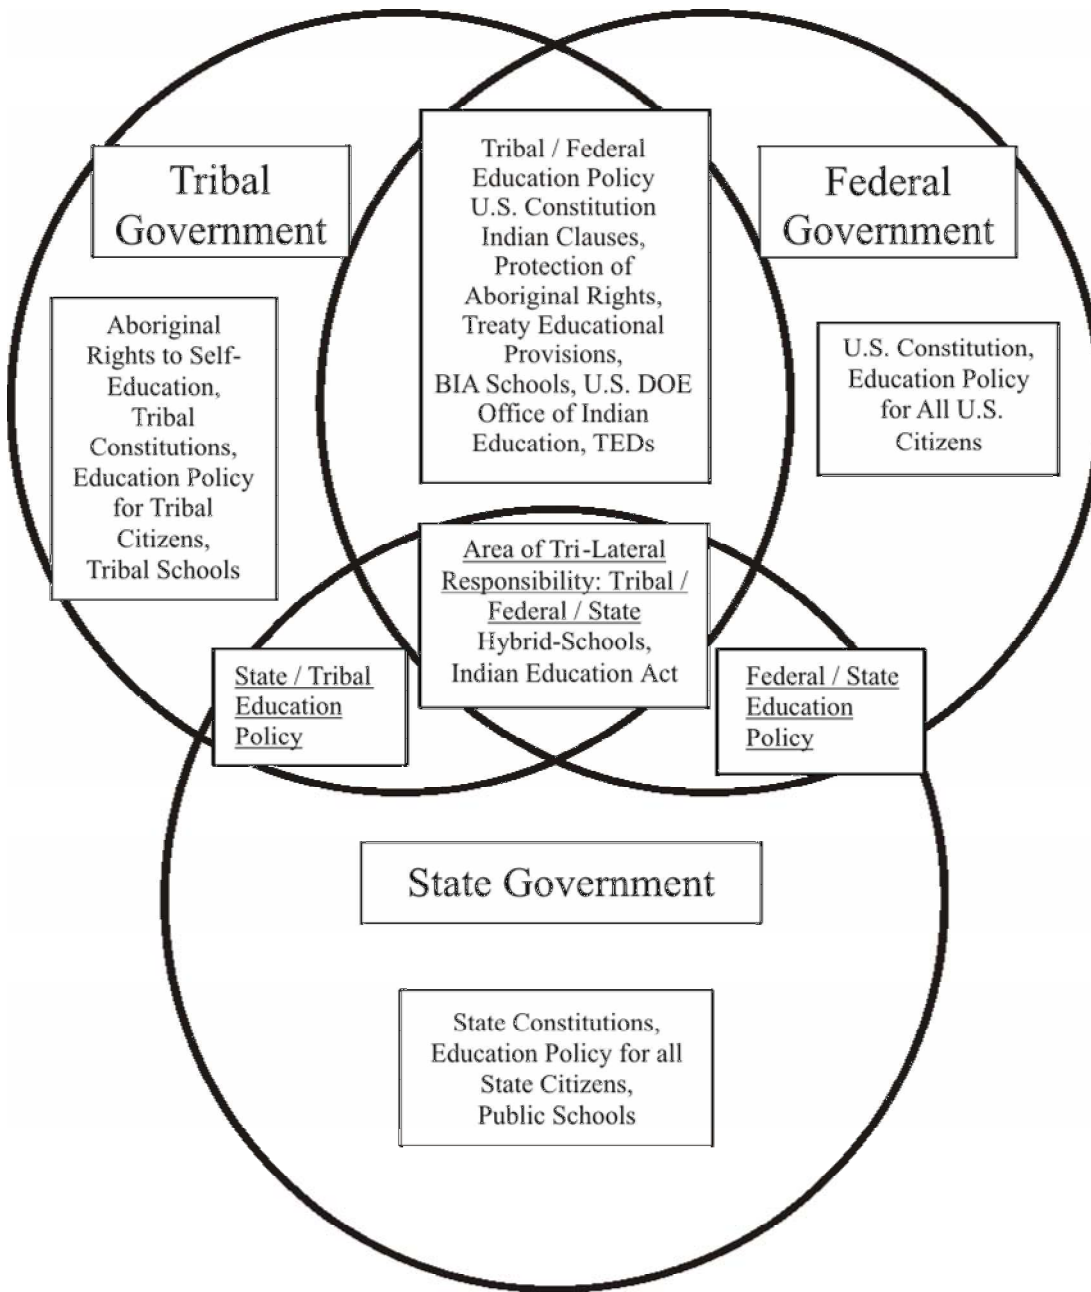 Tribal
Government
Tribal / Federal
Education Policy
U.S. Constitution
Indian Clauses,
Protection of
Aboriginal Rights,
Treaty Educational
Provisions,
BIA Schools, U.S. DOE
Office of Indian
Education, TEDs
Federal
Government
Aboriginal
Rights to Self-
Education,
Tribal
Constitutions,
Education Policy
for Tribal
Citizens,
Tribal Schools
U.S. Constitution,
Education Policy
for All U.S.
Citizens
Area of Tri-Lateral
Responsibility: Tribal /
Federal / State
Hybrid-Schools,
Indian Education Act
State / Tribal
Education
Policy
Federal / State
Education
Policy
State Government
State Constitutions,
Education Policy for all
State Citizens,
Public Schools